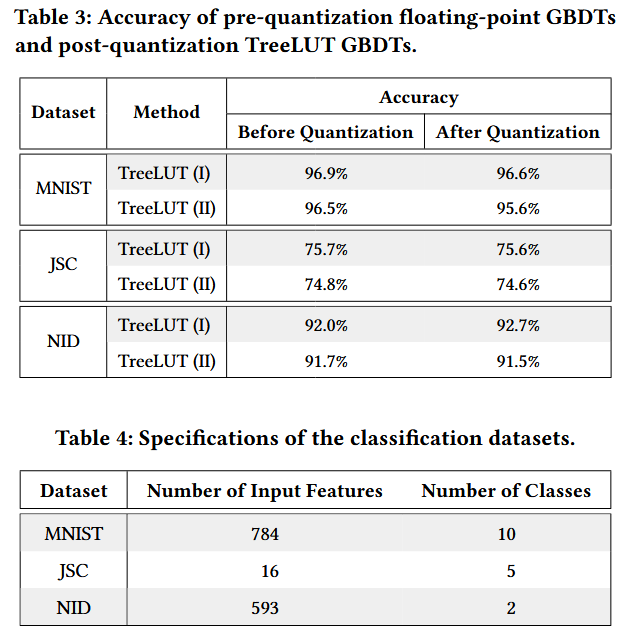 Table 3: Accuracy of pre-quantization floating-point GBDTs
and post-quantization TreeLUT GBDTs.
Dataset Method Accuracy
Before Quantization After Quantization
MNIST TreeLUT (I) 96.9% 96.6%
TreeLUT (II) 96.5% 95.6%
JSC TreeLUT (I) 75.7% 75.6%
TreeLUT (II) 74.8% 74.6%
NID TreeLUT (I) 92.0% 92.7%
TreeLUT (II) 91.7% 91.5%
Table 4: Specifications of the classification datasets.
Dataset Number of Input Features Number of Classes
MNIST 784 10
JSC 16 5
NID 593 2